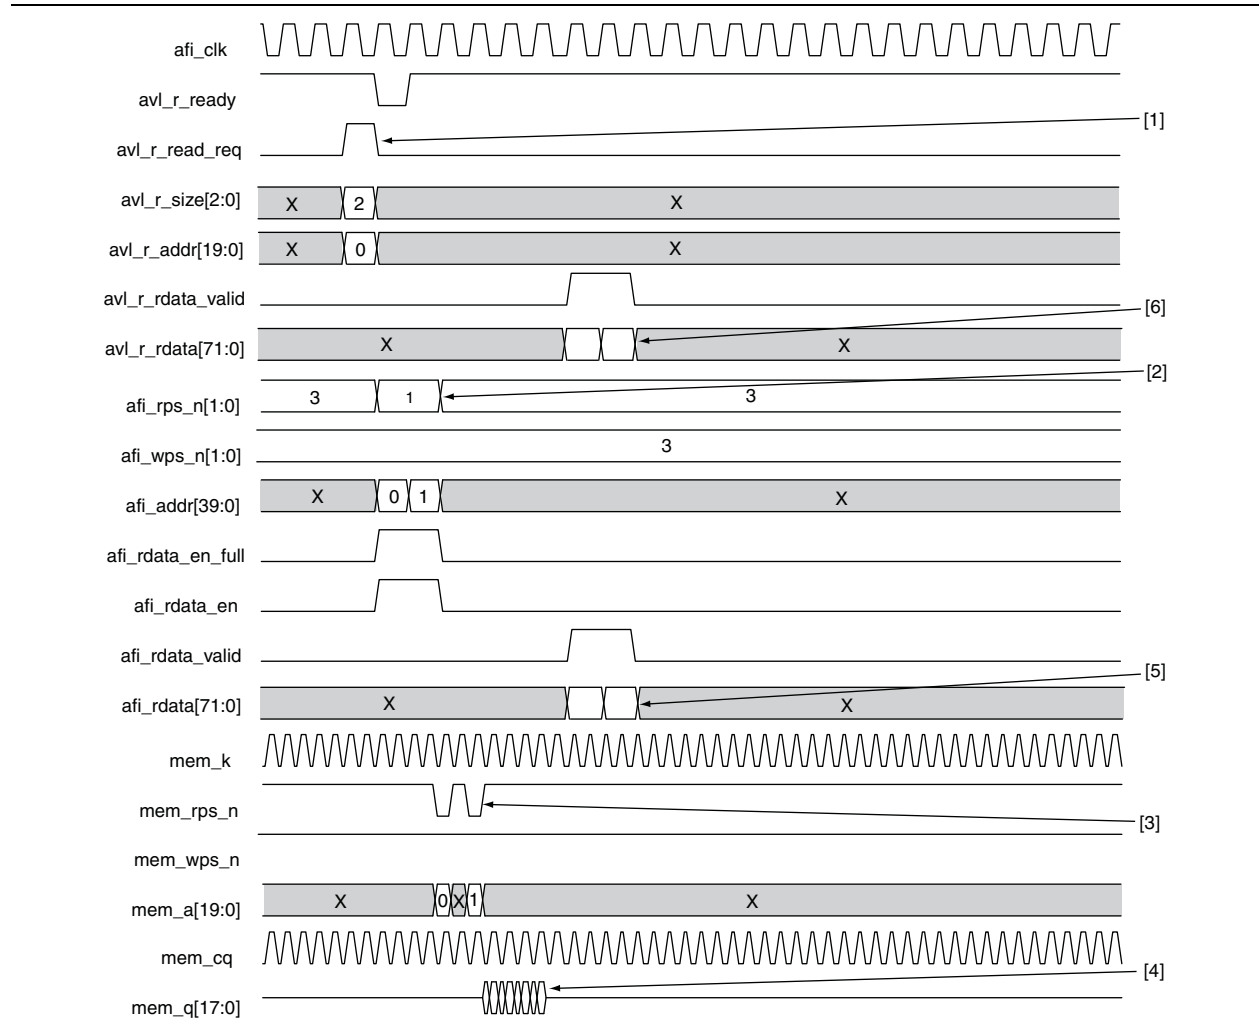 afi_clk
avl_r_ready
[1]
avl_r_read_req
avl_r_size[2:0] X 2 X
avl_r_addr[19:0] X 0 X
avl_r_rdata_valid
[6]
avl_r_rdata[71:0] X X
[2]
afi_rps_n[1:0] 3 1 3
afi_wps_n[1:0] 3
afi_addr[39:0] X 0 1 X
afi_rdata_en_full
afi_rdata_en
afi_rdata_valid
[5]
afi_rdata[71:0] X X
mem_k
mem_rps_n
[3]
mem_wps_n
mem_a[19:0] X 0 X 1 X
mem_cq
[4]
mem_q[17:0]